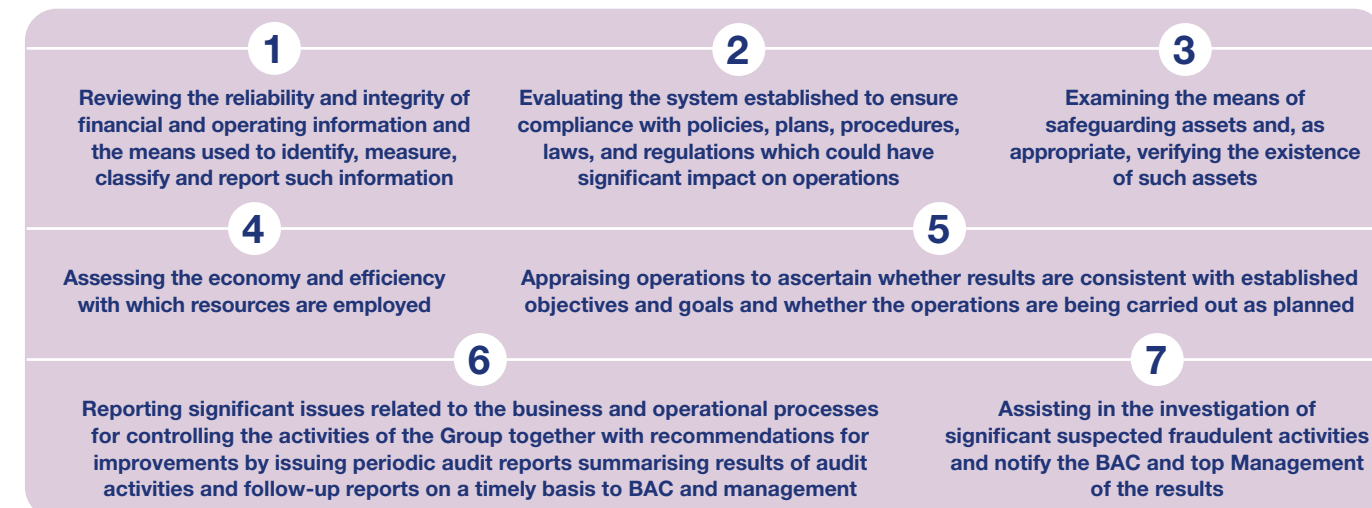 1
Reviewing the reliability and integrity of
financial and operating information and
the means used to identify, measure,
classify and report such information
2
Evaluating the system established to ensure
compliance with policies, plans, procedures,
laws, and regulations which could have
significant impact on operations
3
Examining the means of
safeguarding assets and, as
appropriate, verifying the existence
of such assets
4
Assessing the economy and efficiency
with which resources are employed
5
Appraising operations to ascertain whether results are consistent with established
objectives and goals and whether the operations are being carried out as planned
6
Reporting significant issues related to the business and operational processes
for controlling the activities of the Group together with recommendations for
improvements by issuing periodic audit reports summarising results of audit
activities and follow-up reports on a timely basis to BAC and management
7
Assisting in the investigation of
significant suspected fraudulent activities
and notify the BAC and top Management
of the results